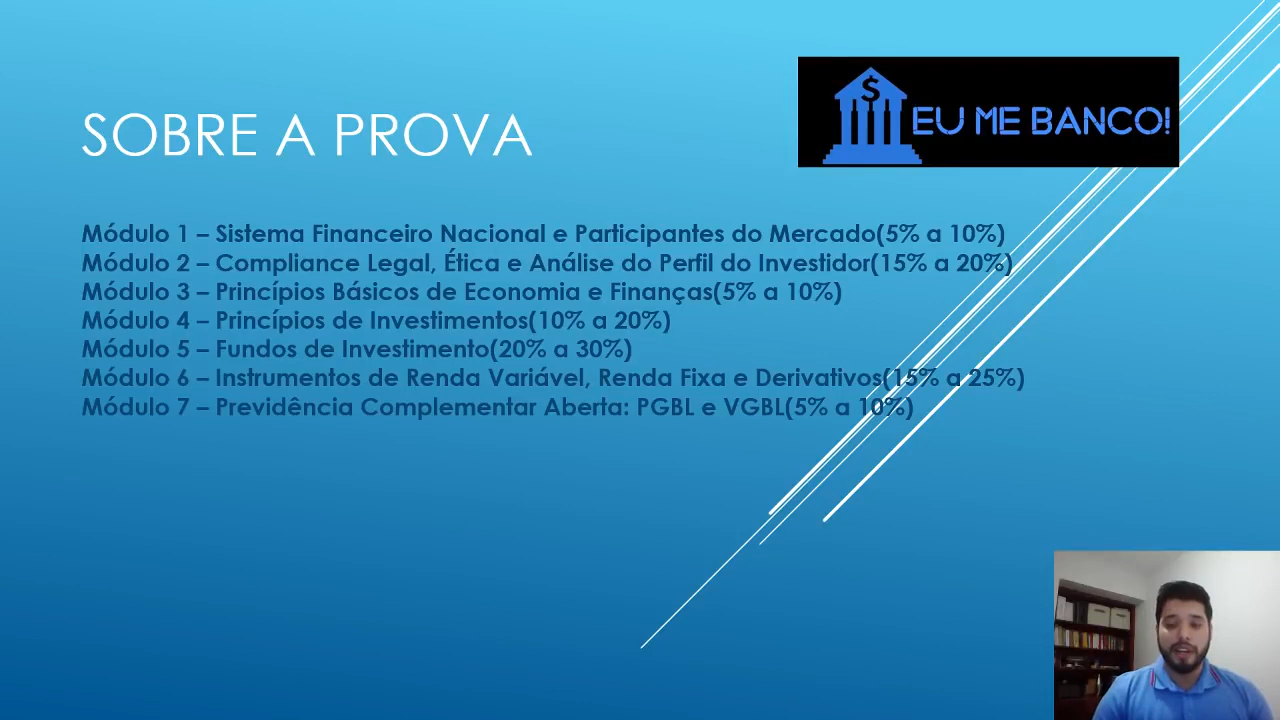 SOBRE A PROVA
$
EU ME BANCO!
Módulo 1 – Sistema Financeiro Nacional e Participantes do Mercado(5% a 10%)
Módulo 2 – Compliance Legal, Ética e Análise do Perfil do Investidor(15% a 20%)
Módulo 3 – Princípios Básicos de Economia e Finanças(5% a 10%)
Módulo 4 – Princípios de Investimentos(10% a 20%)
Módulo 5 – Fundos de Investimento(20% a 30%)
Módulo 6 – Instrumentos de Renda Variável, Renda Fixa e Derivativos(15% a 25%)
Módulo 7 – Previdência Complementar Aberta: PGBL e VGBL(5% a 10%)